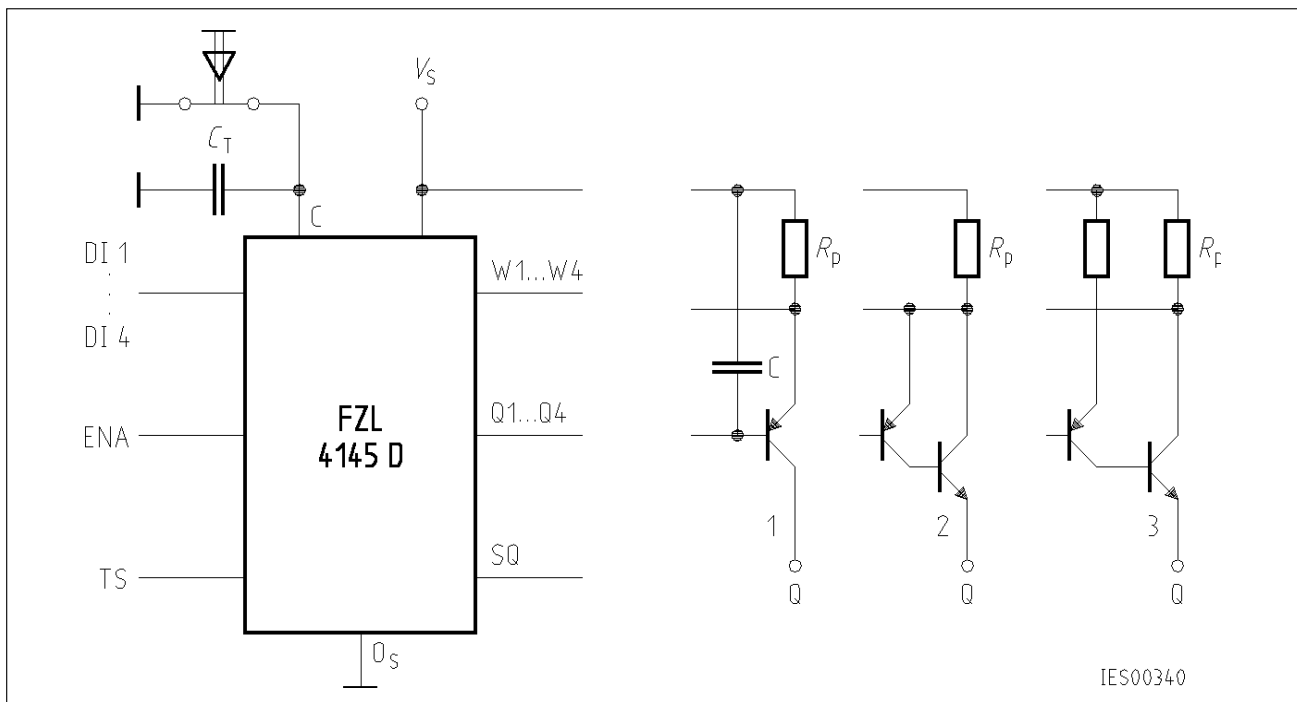 V_S
C_T
C
DI 1
:
DI 4
ENA
TS
FZL
4145 D
W1...W4
Q1...Q4
SQ
0_S
R_p
C
1
Q
R_p
2
Q
R_p
3
Q
IES00340